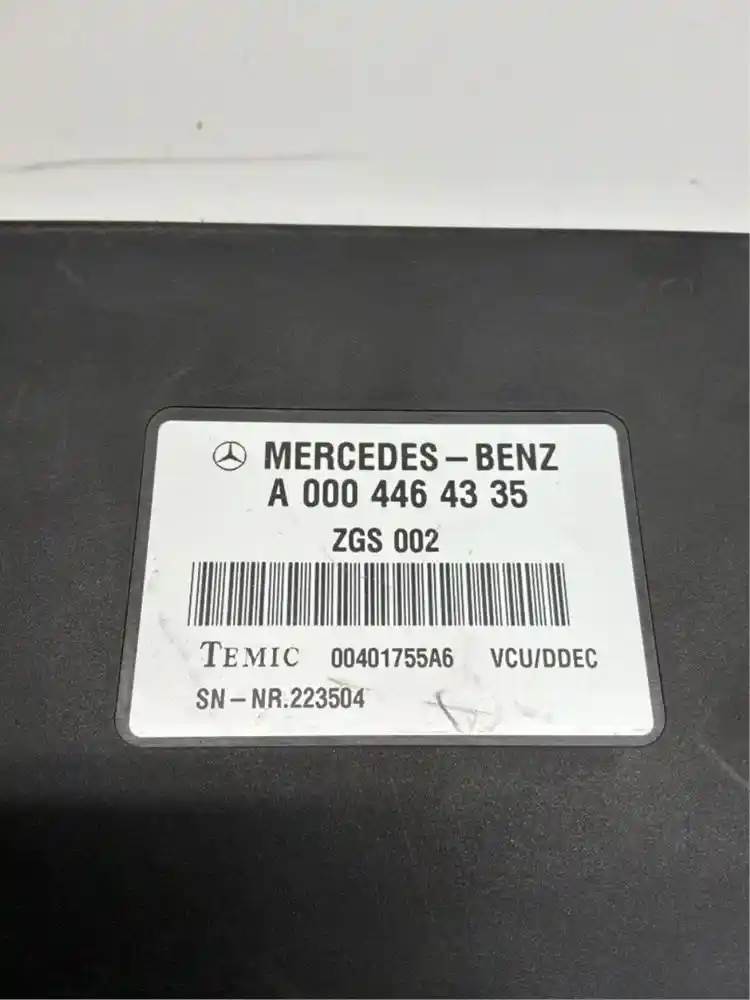 MERCEDES-BENZ
A 000 446 43 35
ZGS 002
TEMIC 00401755A6 VCU/DDEC
SN-NR.223504